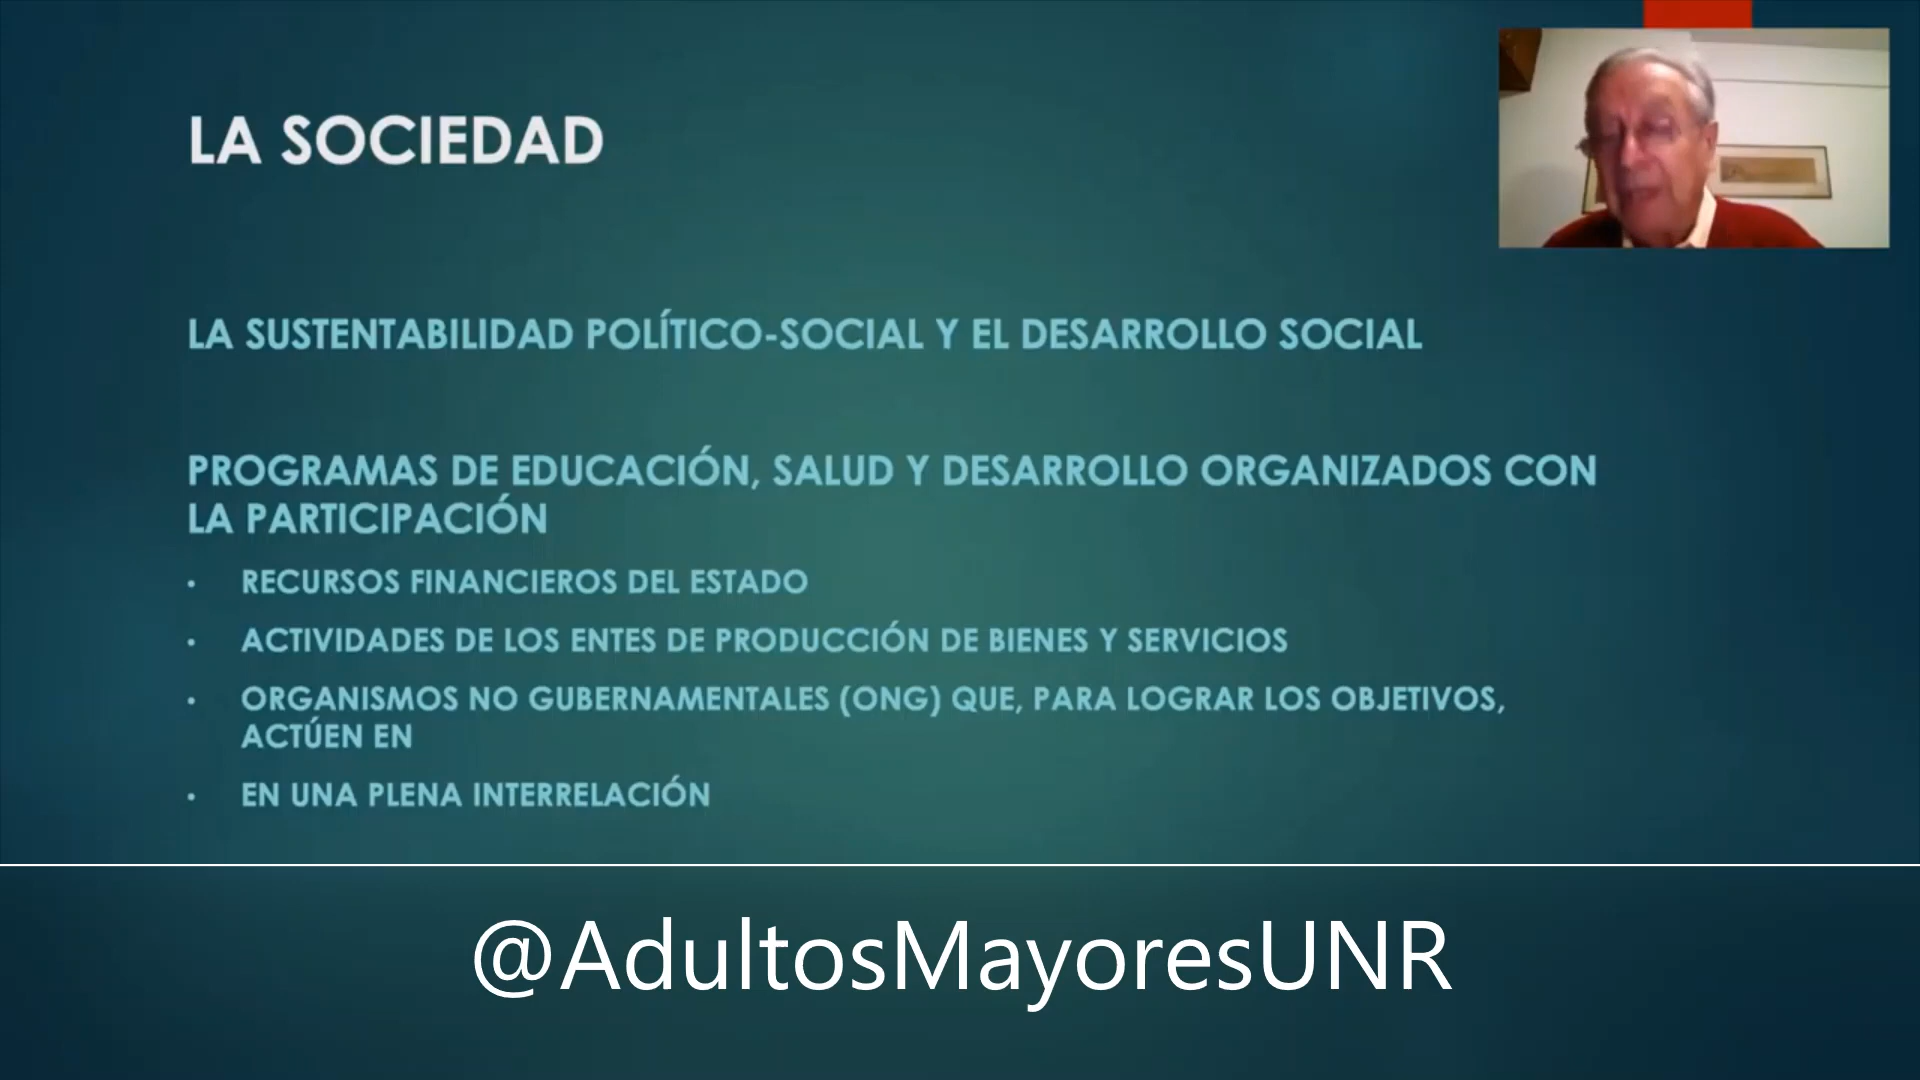 LA SOCIEDAD
LA SUSTENTABILIDAD POLÍTICO-SOCIAL Y EL DESARROLLO SOCIAL
PROGRAMAS DE EDUCACIÓN, SALUD Y DESARROLLO ORGANIZADOS CON
LA PARTICIPACIÓN
• RECURSOS FINANCIEROS DEL ESTADO
• ACTIVIDADES DE LOS ENTES DE PRODUCCIÓN DE BIENES Y SERVICIOS
• ORGANISMOS NO GUBERNAMENTALES (ONG) QUE, PARA LOGRAR LOS OBJETIVOS,
ACTÚEN EN
• EN UNA PLENA INTERRELACIÓN
@AdultosMayoresUNR